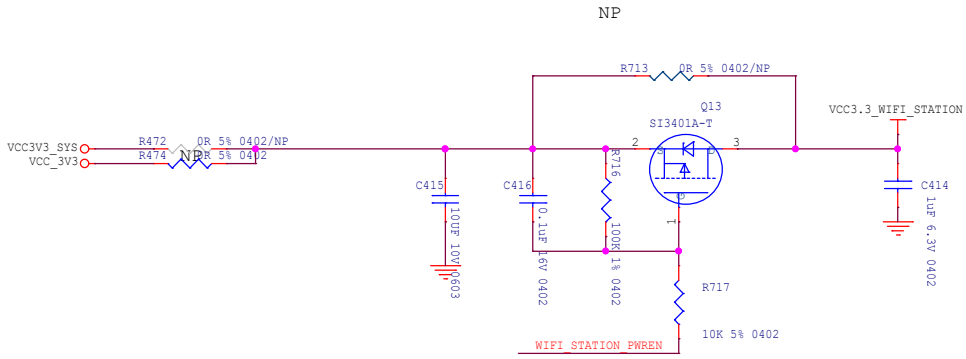 NP
R713 0R 5% 0402/NP
Q13
SI3401A-T
VCC3.3_WIFI_STATION
VCC3V3_SYS
R472 0R 5% 0402/NP
VCC_3V3
R474 0R 5% 0402
NP
2
S
D
3
G
1
R716
100K 1% 0402
C415
10UF 10V 0603
C416
0.1uF 16V 0402
C414
1uF 6.3V 0402
R717
10K 5% 0402
WIFI_STATION_PWREN